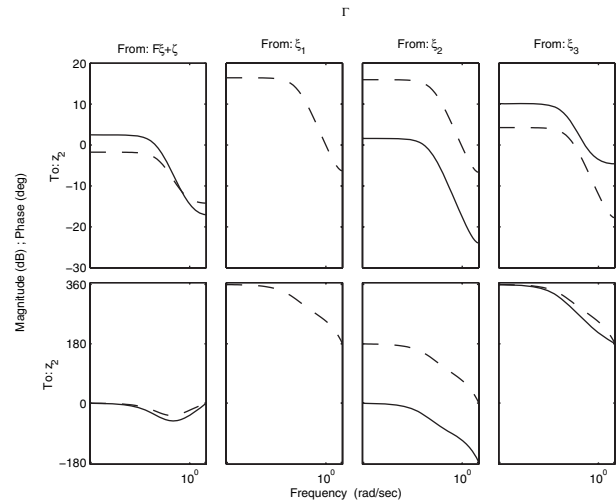 Γ
From: Fξ+ζ
From: ξ1
From: ξ2
From: ξ3
Magnitude (dB) ; Phase (deg)
To: z2
20
10
0
−10
−20
−30
To: z2
360
180
0
−180
10^0
10^0
10^0
10^0
Frequency (rad/sec)